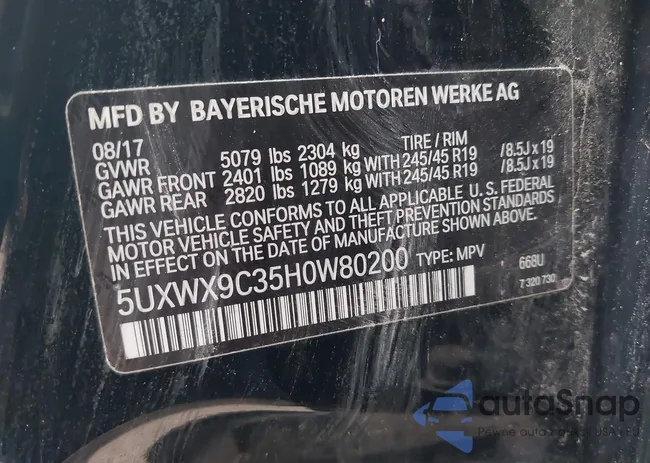 MFD BY BAYERISCHE MOTOREN WERKE AG
08/17 TIRE / RIM
GVWR 5079 lbs 2304 kg
GAWR FRONT 2401 lbs 1089 kg WITH 245/45 R19 /8.5J x 19
GAWR REAR 2820 lbs 1279 kg WITH 245/45 R19 /8.5J x 19
THIS VEHICLE CONFORMS TO ALL APPLICABLE U.S. FEDERAL
MOTOR VEHICLE SAFETY AND THEFT PREVENTION STANDARDS
IN EFFECT ON THE DATE OF MANUFACTURE SHOWN ABOVE.
5UXWX9C35H0W80200 TYPE: MPV 668U
7 320 730
autoSnap
Pewne auta